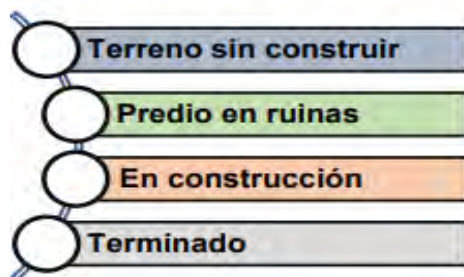 Terreno sin construir
Predio en ruinas
En construcción
Terminado